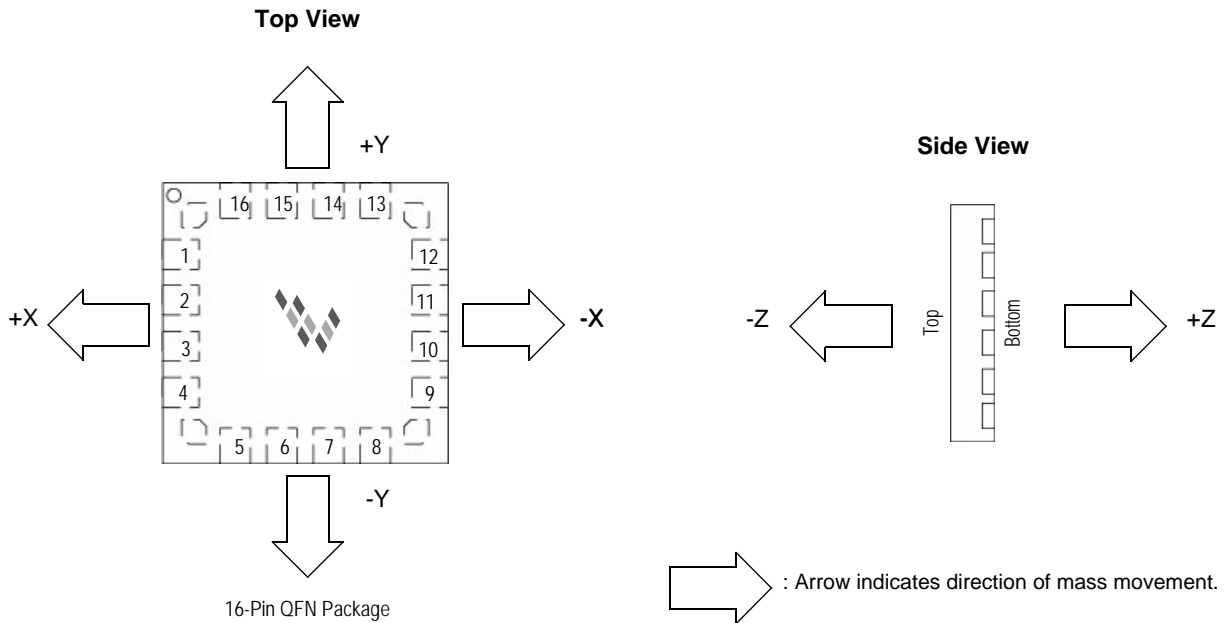 Top View
+Y
16 15 14 13
1
2
3
4
12
11
10
9
5 6 7 8
+X
-X
-Y
16-Pin QFN Package
Side View
-Z
Top
Bottom
+Z
: Arrow indicates direction of mass movement.